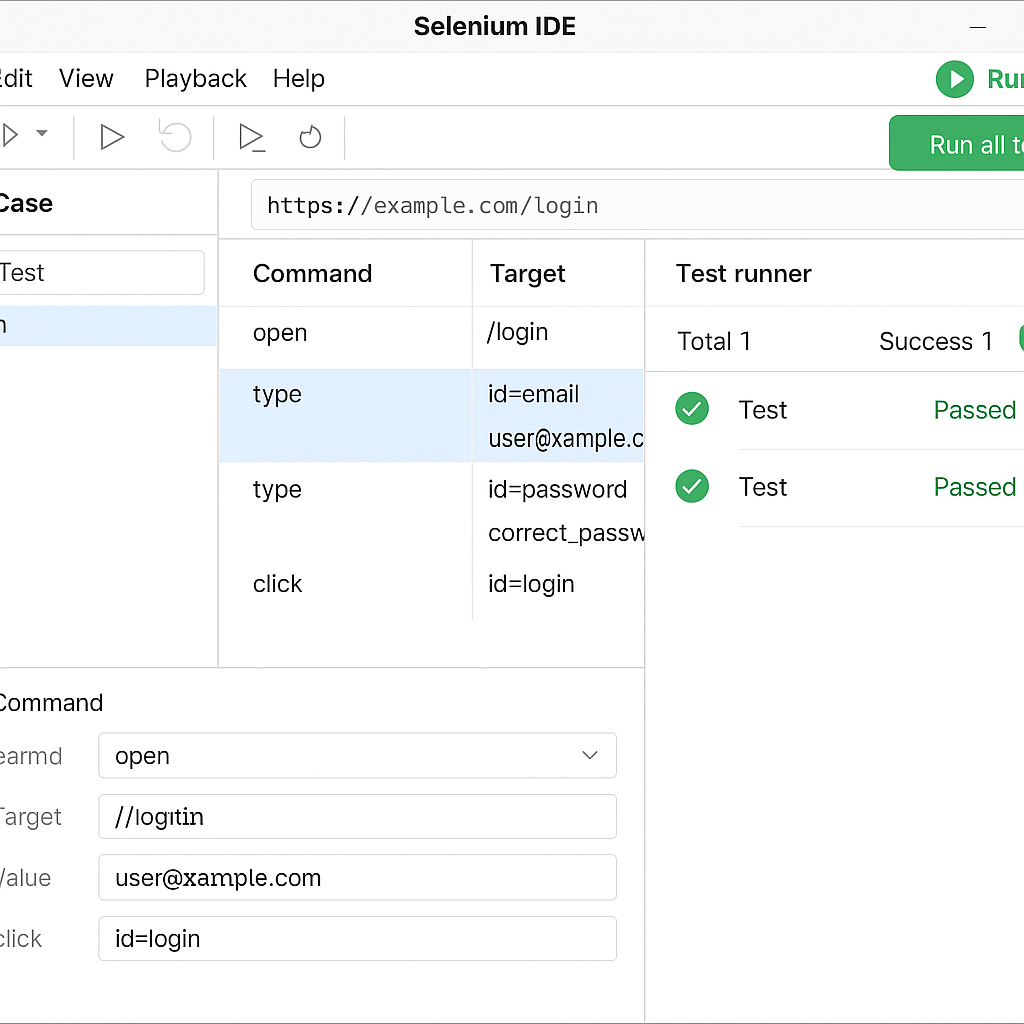 Selenium IDE
Edit View Playback Help
Run
Run all te
Case
https://example.com/login
Test
n
Command Target
open /login
type id=email
user@xample.c
type id=password
correct_passw
click id=login
Test runner
Total 1 Success 1
Test Passed
Test Passed
Command
earmd open
Target //logıtin
Value user@xample.com
click id=login